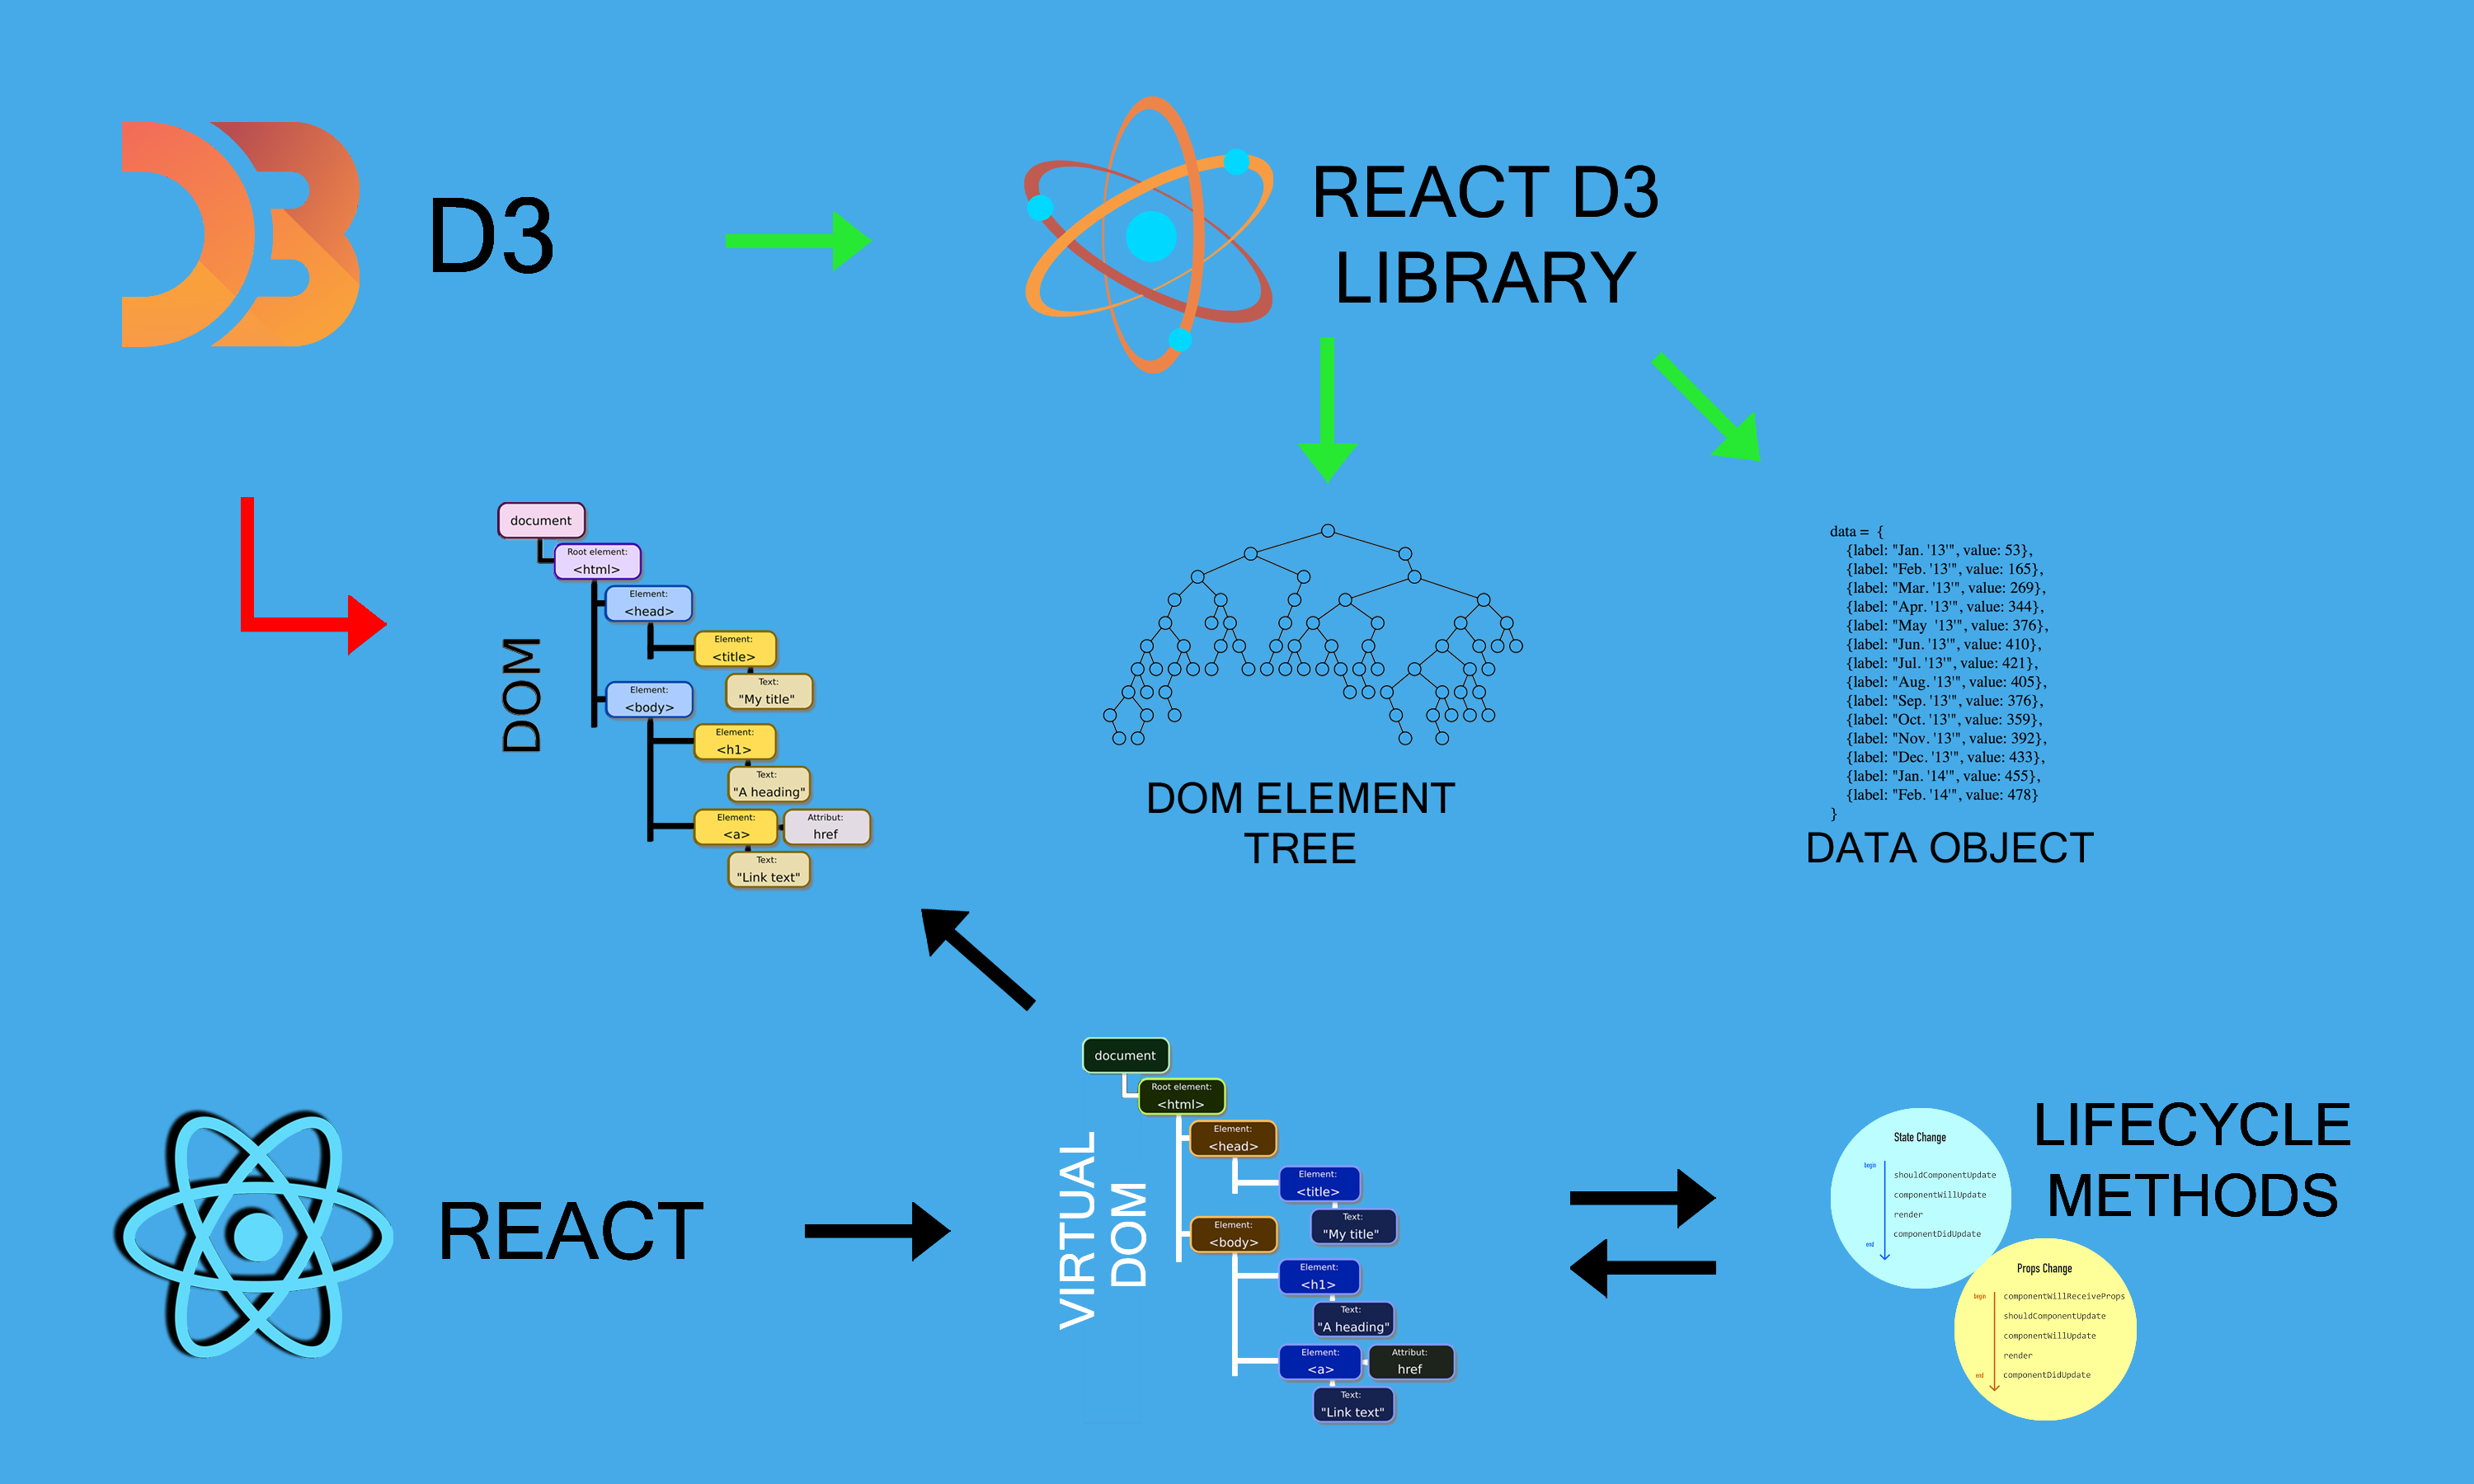 D3
REACT D3
LIBRARY
DOM
document
Root element:
<html>
Element:
<head>
Element:
<title>
Text:
"My title"
Element:
<body>
Element:
<h1>
Text:
"A heading"
Element:
<a>
Attribut:
href
Text:
"Link text"
DOM ELEMENT
TREE
data = {
{label: "Jan. '13'", value: 53},
{label: "Feb. '13'", value: 165},
{label: "Mar. '13'", value: 269},
{label: "Apr. '13'", value: 344},
{label: "May  '13'", value: 376},
{label: "Jun. '13'", value: 410},
{label: "Jul. '13'", value: 421},
{label: "Aug. '13'", value: 405},
{label: "Sep. '13'", value: 376},
{label: "Oct. '13'", value: 359},
{label: "Nov. '13'", value: 392},
{label: "Dec. '13'", value: 433},
{label: "Jan. '14'", value: 455},
{label: "Feb. '14'", value: 478}
}
DATA OBJECT
REACT
VIRTUAL
DOM
document
Root element:
<html>
Element:
<head>
Element:
<title>
Text:
"My title"
Element:
<body>
Element:
<h1>
Text:
"A heading"
Element:
<a>
Attribut:
href
Text:
"Link text"
LIFECYCLE
METHODS
State Change
begin
shouldComponentUpdate
componentWillUpdate
render
componentDidUpdate
end
Props Change
begin
componentWillReceiveProps
shouldComponentUpdate
componentWillUpdate
render
componentDidUpdate
end